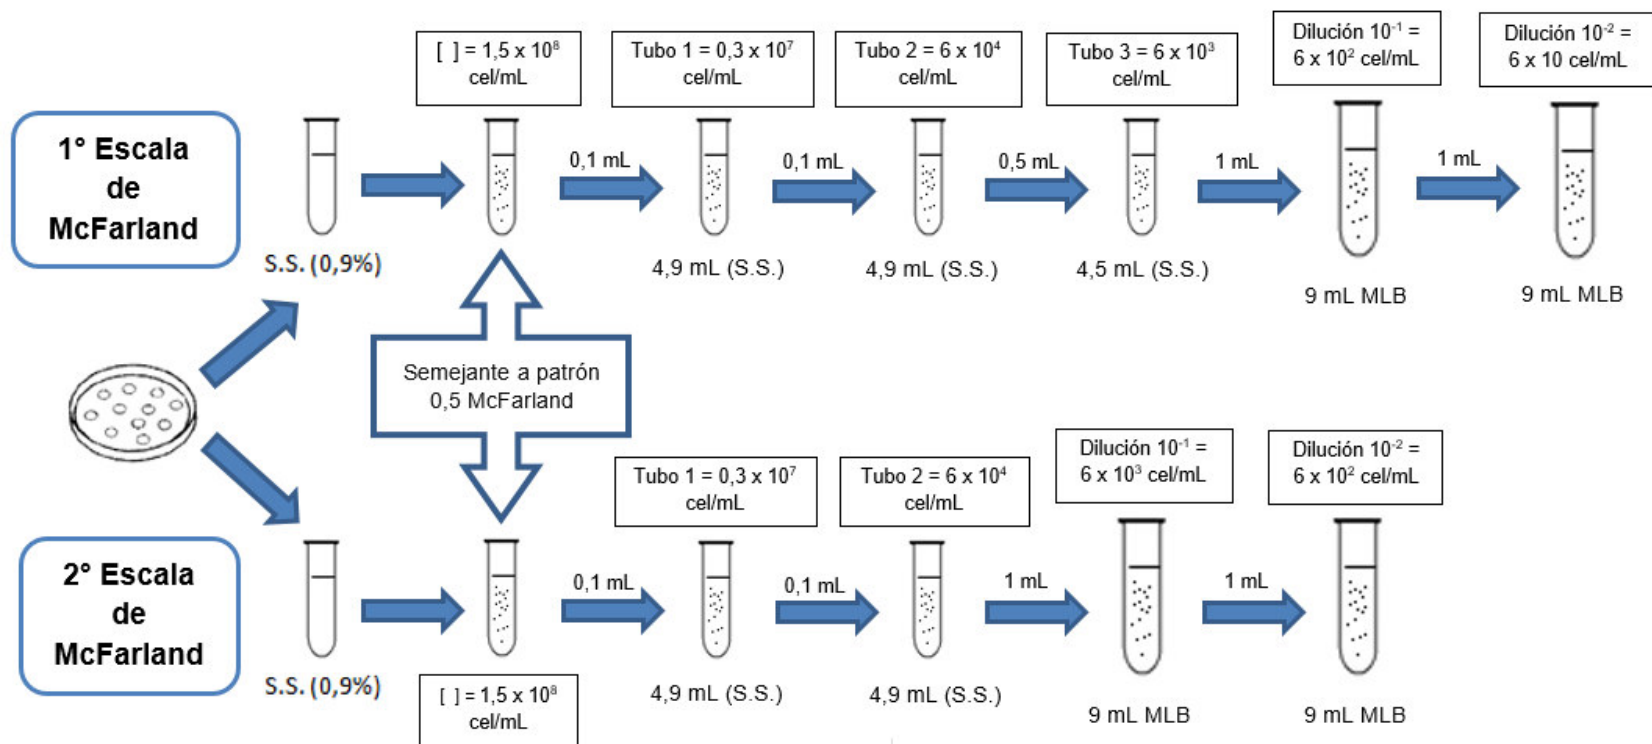 1° Escala
de
McFarland
S.S. (0,9%)
[ ] = 1,5 x 10⁸
cel/mL
0,1 mL
Tubo 1 = 0,3 x 10⁷
cel/mL
4,9 mL (S.S.)
0,1 mL
Tubo 2 = 6 x 10⁴
cel/mL
4,9 mL (S.S.)
0,5 mL
Tubo 3 = 6 x 10³
cel/mL
4,5 mL (S.S.)
1 mL
Dilución 10⁻¹ =
6 x 10² cel/mL
9 mL MLB
1 mL
Dilución 10⁻² =
6 x 10 cel/mL
9 mL MLB
Semejante a patrón
0,5 McFarland
2° Escala
de
McFarland
S.S. (0,9%)
[ ] = 1,5 x 10⁸
cel/mL
0,1 mL
Tubo 1 = 0,3 x 10⁷
cel/mL
4,9 mL (S.S.)
0,1 mL
Tubo 2 = 6 x 10⁴
cel/mL
4,9 mL (S.S.)
1 mL
Dilución 10⁻¹ =
6 x 10³ cel/mL
9 mL MLB
1 mL
Dilución 10⁻² =
6 x 10² cel/mL
9 mL MLB